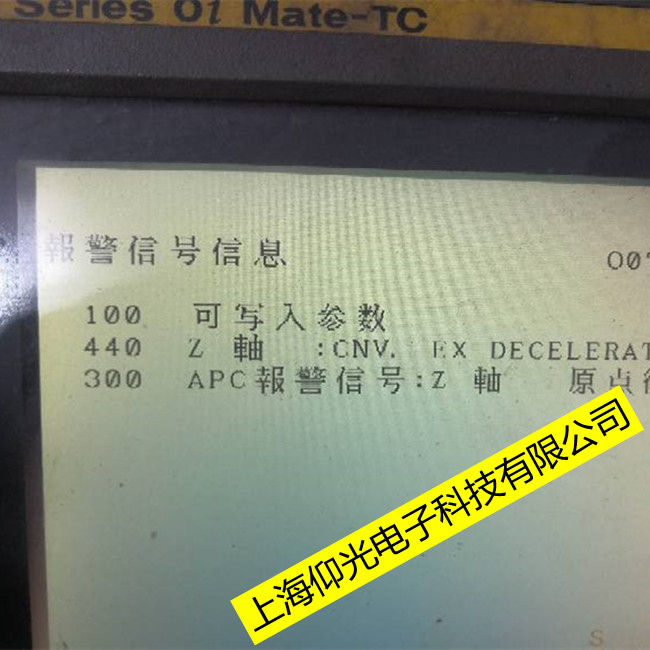 Series 0i Mate-TC
報警信号信息
100 可写入参数
440 Z 軸 :CNV. EX DECELERAT
300 APC報警信号:Z 軸 原点
上海仰光电子科技有限公司
S